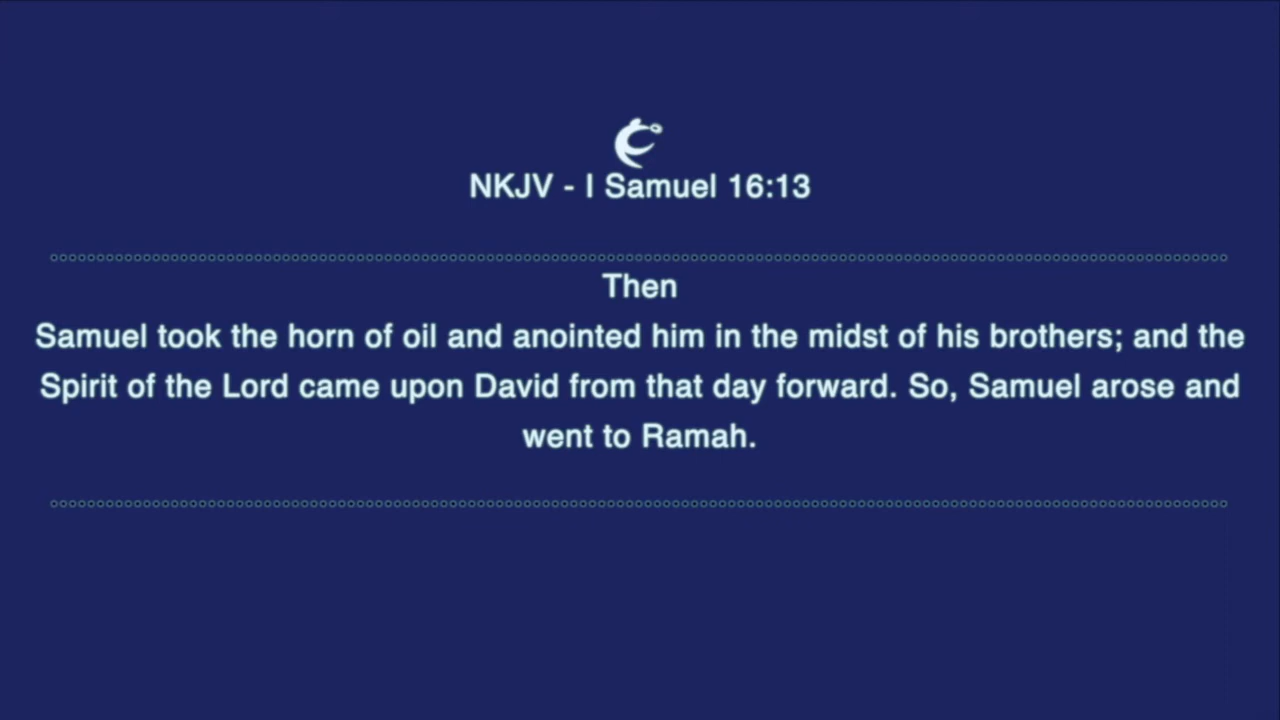 NKJV - I Samuel 16:13
Then
Samuel took the horn of oil and anointed him in the midst of his brothers; and the
Spirit of the Lord came upon David from that day forward. So, Samuel arose and
went to Ramah.